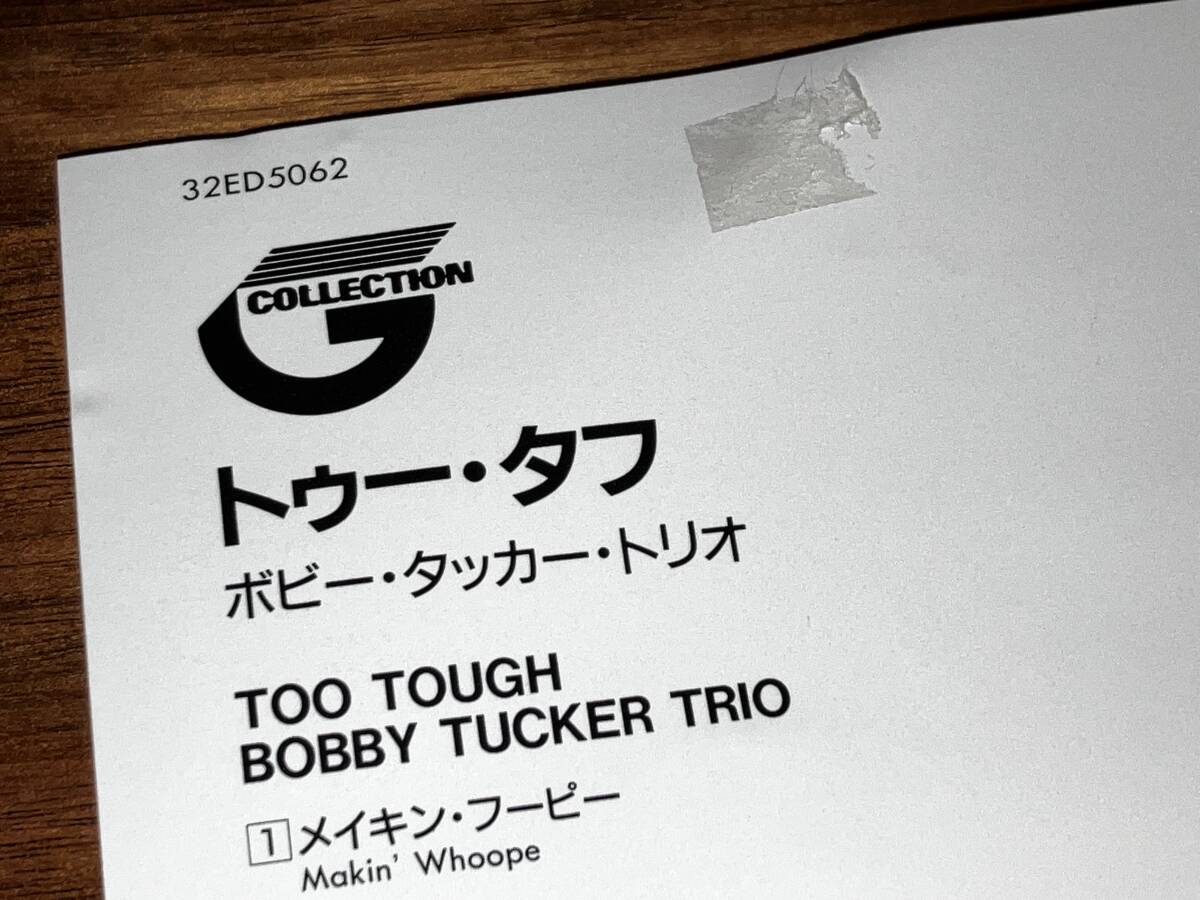 32ED5062
G
COLLECTION
トゥー・タフ
ボビー・タッカー・トリオ
TOO TOUGH
BOBBY TUCKER TRIO
1 メイキン・フーピー
Makin' Whoope